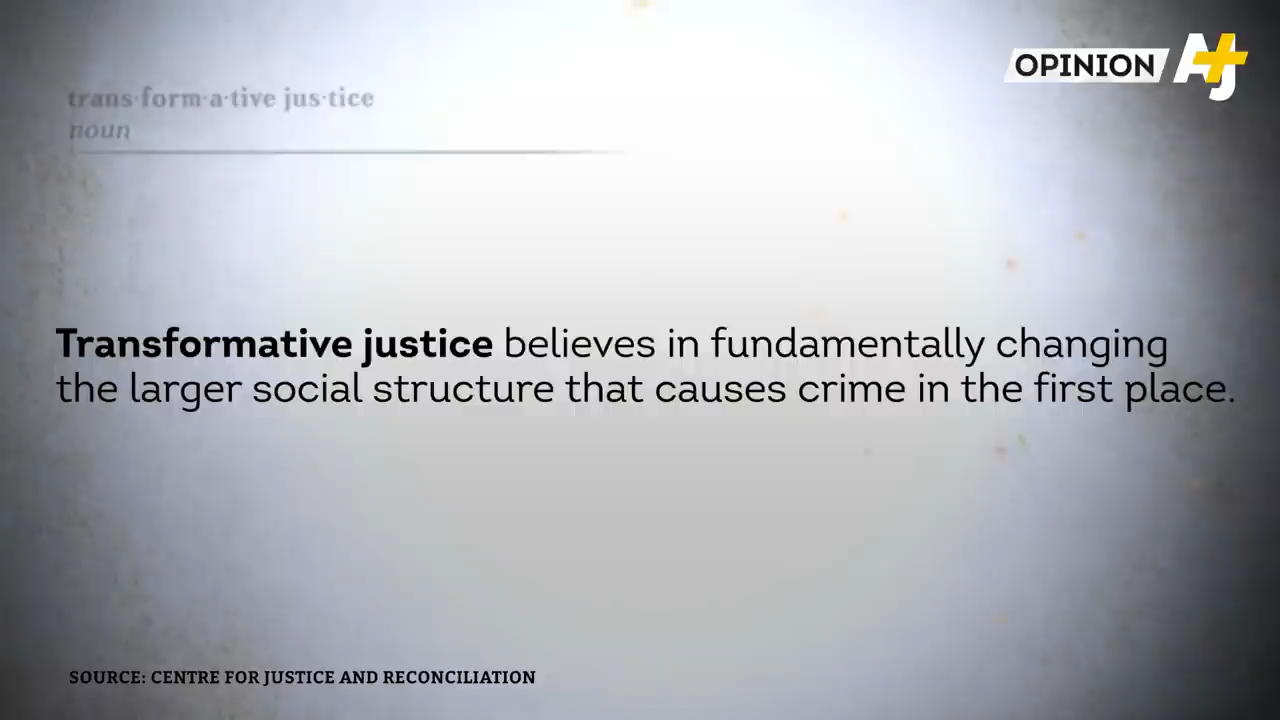 OPINION AJ+
trans·form·a·tive jus·tice
noun
Transformative justice believes in fundamentally changing
the larger social structure that causes crime in the first place.
SOURCE: CENTRE FOR JUSTICE AND RECONCILIATION